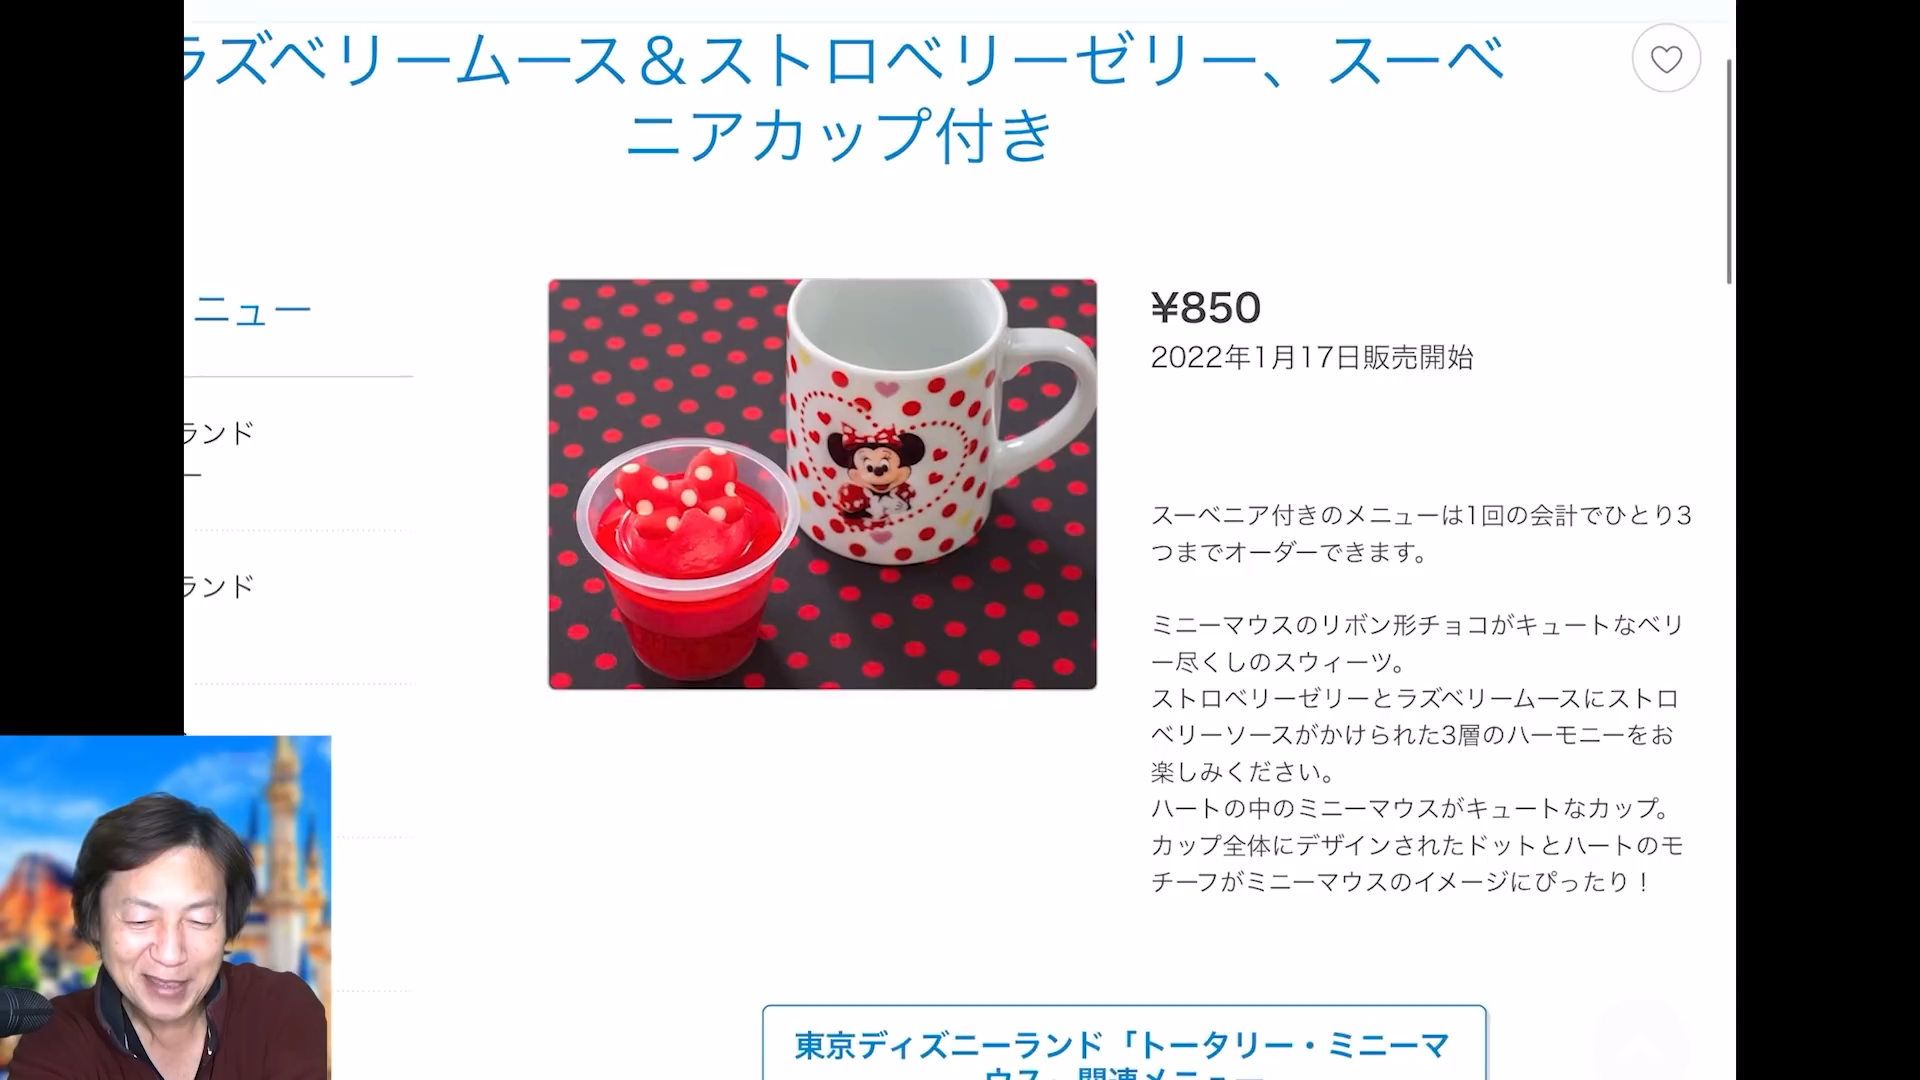 ラズベリームース＆ストロベリーゼリー、スーベ
ニアカップ付き
ニュー
¥850
2022年1月17日販売開始
ランド
ー
ランド
スーベニア付きのメニューは1回の会計でひとり3
つまでオーダーできます。
ミニーマウスのリボン形チョコがキュートなベリ
ー尽くしのスウィーツ。
ストロベリーゼリーとラズベリームースにストロ
ベリーソースがかけられた3層のハーモニーをお
楽しみください。
ハートの中のミニーマウスがキュートなカップ。
カップ全体にデザインされたドットとハートのモ
チーフがミニーマウスのイメージにぴったり！
東京ディズニーランド「トータリー・ミニーマ
ウス」関連メニュー